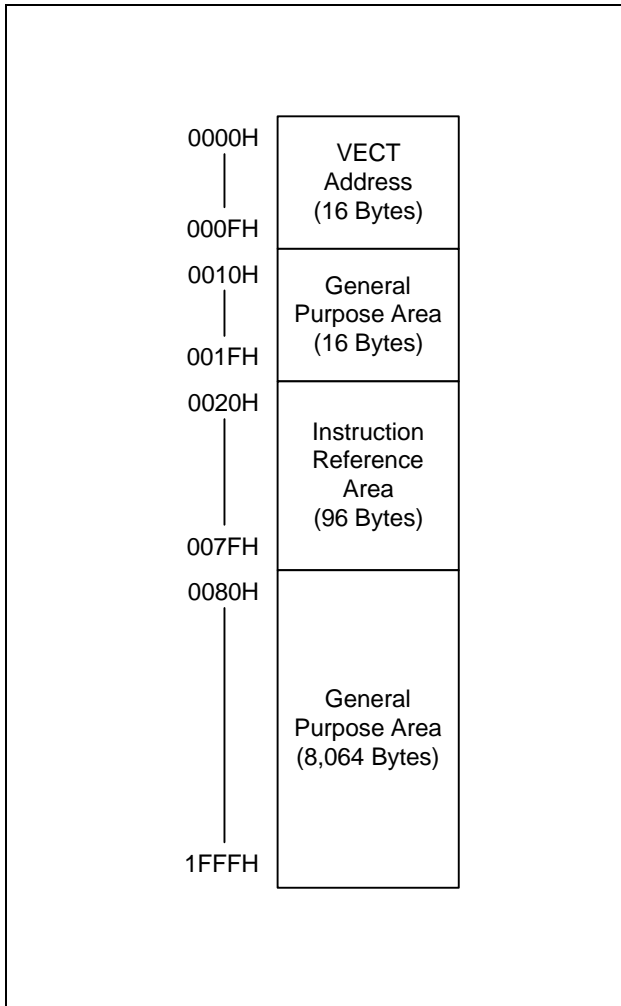 0000H
VECT
Address
(16 Bytes)
000FH
0010H
General
Purpose Area
(16 Bytes)
001FH
0020H
Instruction
Reference
Area
(96 Bytes)
007FH
0080H
General
Purpose Area
(8,064 Bytes)
1FFFH